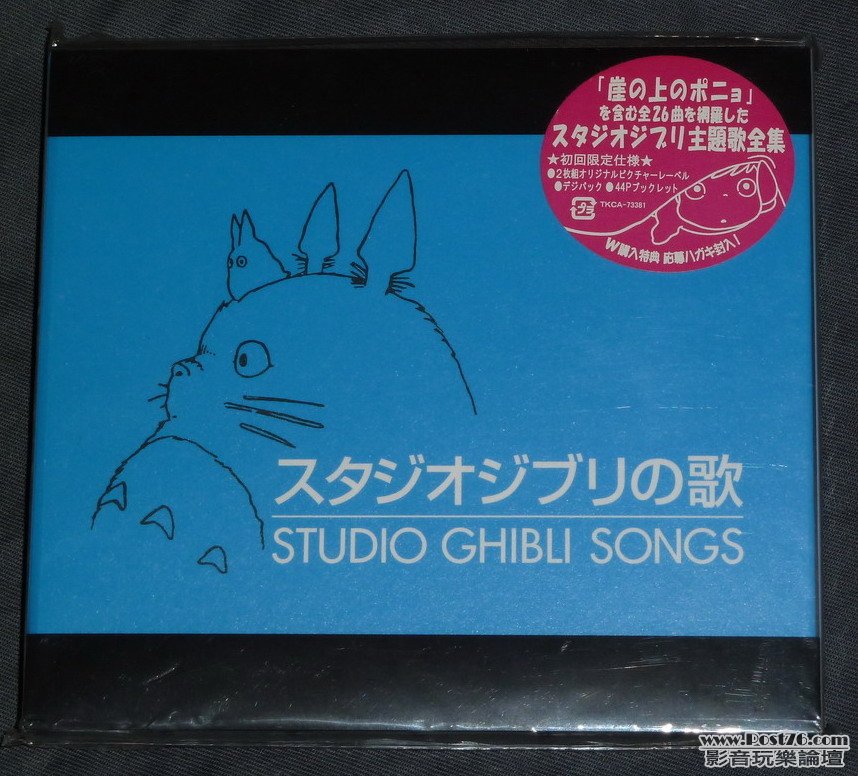 「崖の上のポニョ」
を含む全26曲を網羅した
スタジオジブリ主題歌全集
★初回限定仕様★
●2枚組オリジナルピクチャーレーベル
●デジパック●44Pブックレット
プラ TKCA-73381
W購入特典 応募ハガキ封入!
スタジオジブリの歌
STUDIO GHIBLI SONGS
www.Post76.com
影音玩樂論壇